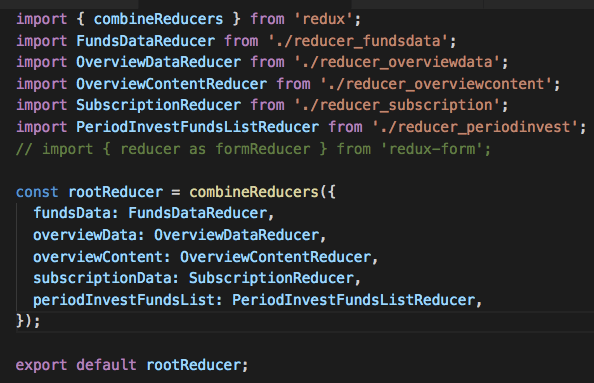 import { combineReducers } from 'redux';
import FundsDataReducer from './reducer_fundsdata';
import OverviewDataReducer from './reducer_overviewdata';
import OverviewContentReducer from './reducer_overviewcontent';
import SubscriptionReducer from './reducer_subscription';
import PeriodInvestFundsListReducer from './reducer_periodinvest';
// import { reducer as formReducer } from 'redux-form';
const rootReducer = combineReducers({
  fundsData: FundsDataReducer,
  overviewData: OverviewDataReducer,
  overviewContent: OverviewContentReducer,
  subscriptionData: SubscriptionReducer,
  periodInvestFundsList: PeriodInvestFundsListReducer,
});
export default rootReducer;